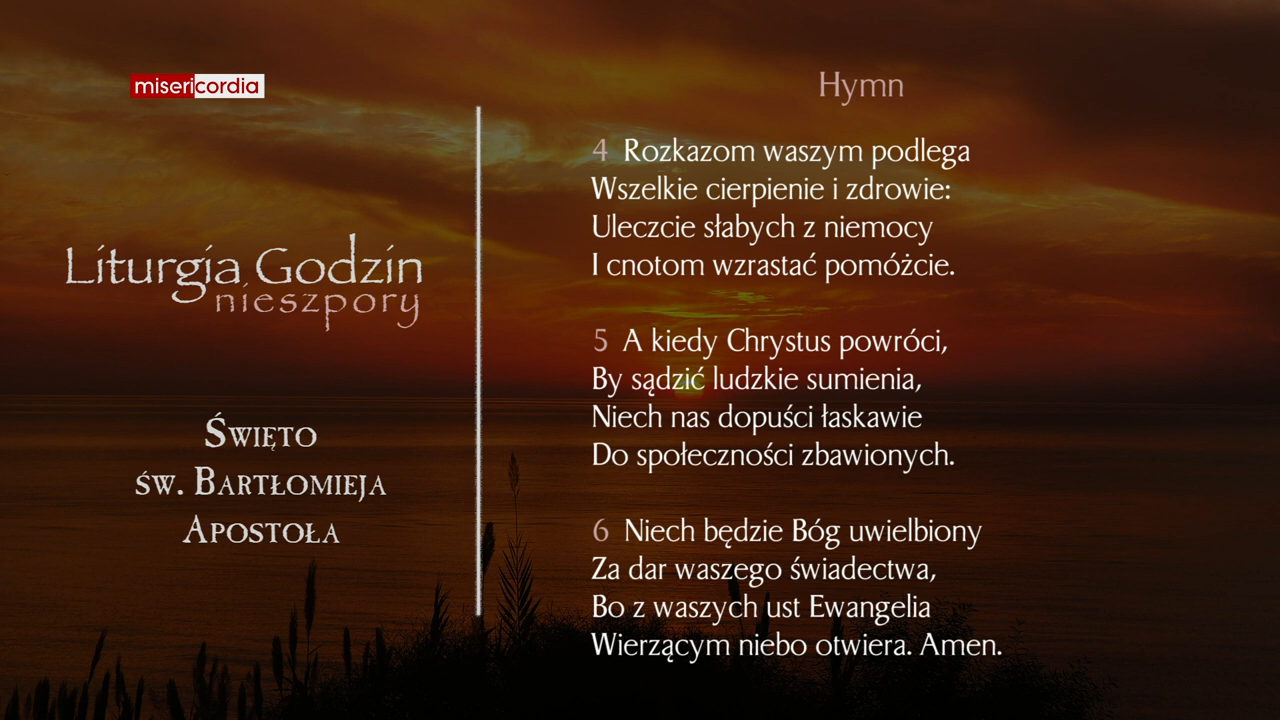 misericordia
Liturgia Godzin
nieszpory
Święto
św. Bartłomieja
Apostoła
Hymn
4 Rozkazom waszym podlega
Wszelkie cierpienie i zdrowie:
Uleczcie słabych z niemocy
I cnotom wzrastać pomóżcie.
5 A kiedy Chrystus powróci,
By sądzić ludzkie sumienia,
Niech nas dopuści łaskawie
Do społeczności zbawionych.
6 Niech będzie Bóg uwielbiony
Za dar waszego świadectwa,
Bo z waszych ust Ewangelia
Wierzącym niebo otwiera. Amen.